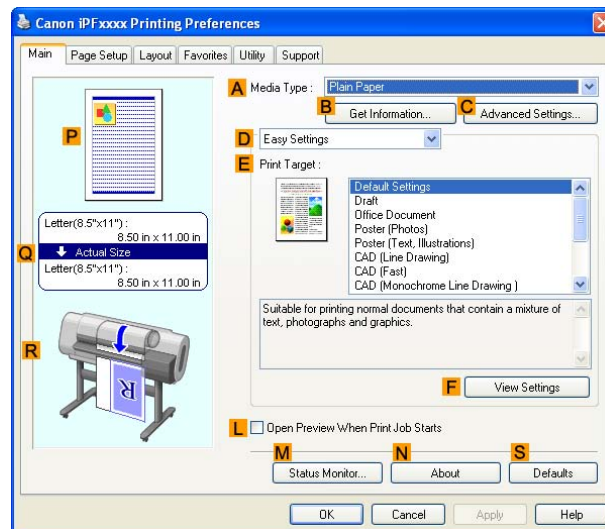 Canon iPFxxxx Printing Preferences
Main Page Setup Layout Favorites Utility Support
A Media Type : Plain Paper
B Get Information... C Advanced Settings...
D Easy Settings
E Print Target :
Default Settings
Draft
Office Document
Poster (Photos)
Poster (Text, Illustrations)
CAD (Line Drawing)
CAD (Fast)
CAD (Monochrome Line Drawing )
Suitable for printing normal documents that contain a mixture of
text, photographs and graphics.
F View Settings
P
Q
Letter(8.5"x11") :
8.50 in x 11.00 in
Actual Size
Letter(8.5"x11") :
8.50 in x 11.00 in
R
R
L Open Preview When Print Job Starts
M Status Monitor... N About S Defaults
OK Cancel Apply Help